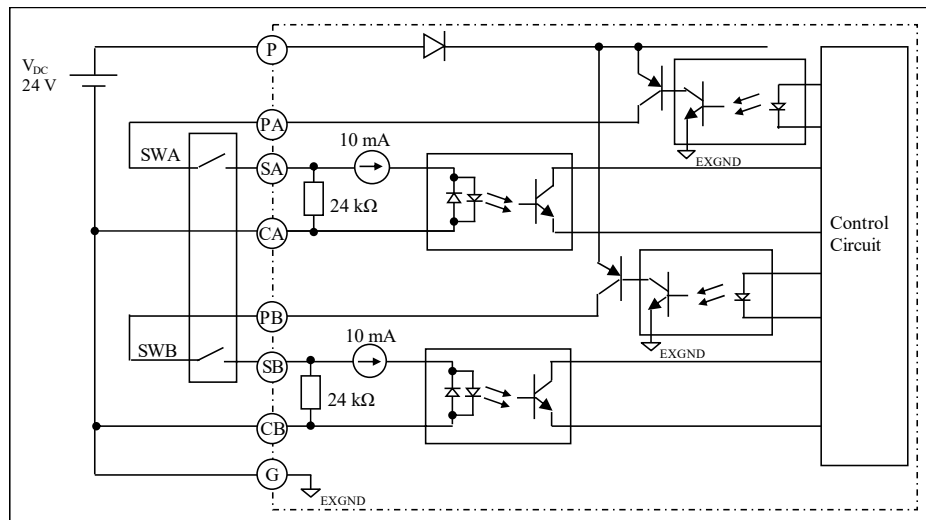 P
V_DC
24 V
PA
10 mA
EXGND
SWA
SA
24 kΩ
CA
Control
Circuit
PB
10 mA
EXGND
SWB
SB
24 kΩ
CB
G
EXGND